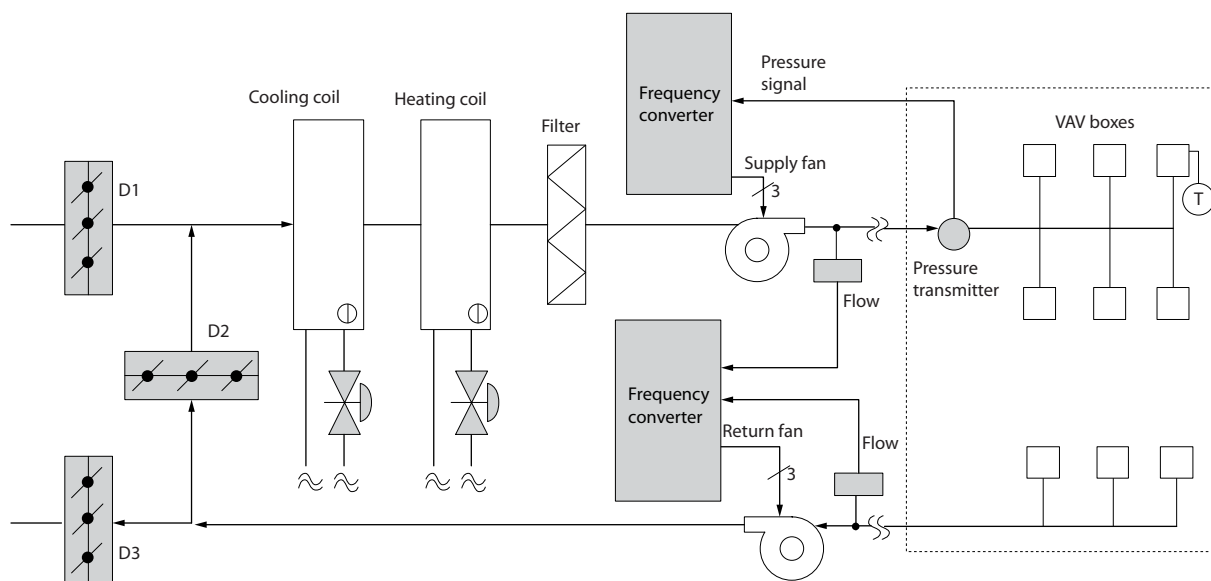 Pressure
signal
Cooling coil
Heating coil
Frequency
converter
VAV boxes
Filter
Supply fan
D1
3
T
Pressure
transmitter
Flow
D2
Frequency
converter
Return fan
Flow
3
D3